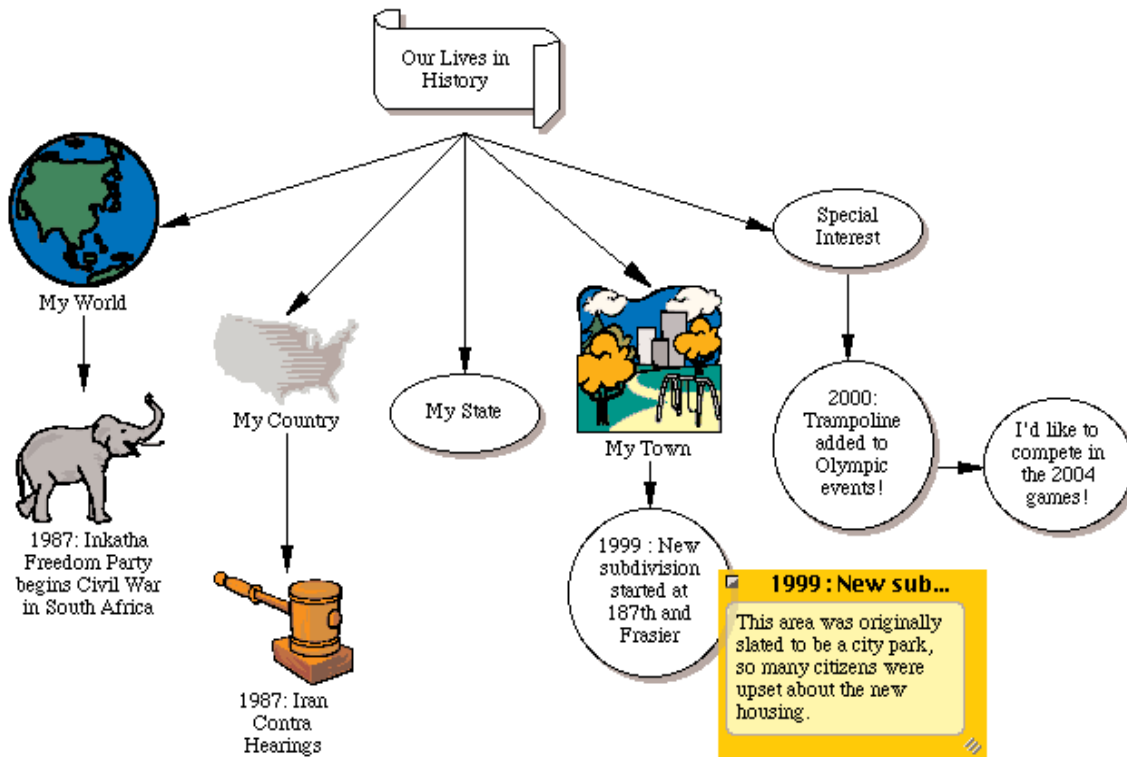 Our Lives in
History
Special
Interest
My World
My Country
My State
My Town
2000:
Trampoline
added to
Olympic
events!
I'd like to
compete in
the 2004
games!
1987: Inkatha
Freedom Party
begins Civil War
in South Africa
1999 : New
subdivision
started at
187th and
Frasier
1999 : New sub...
This area was originally
slated to be a city park,
so many citizens were
upset about the new
housing.
1987: Iran
Contra
Hearings